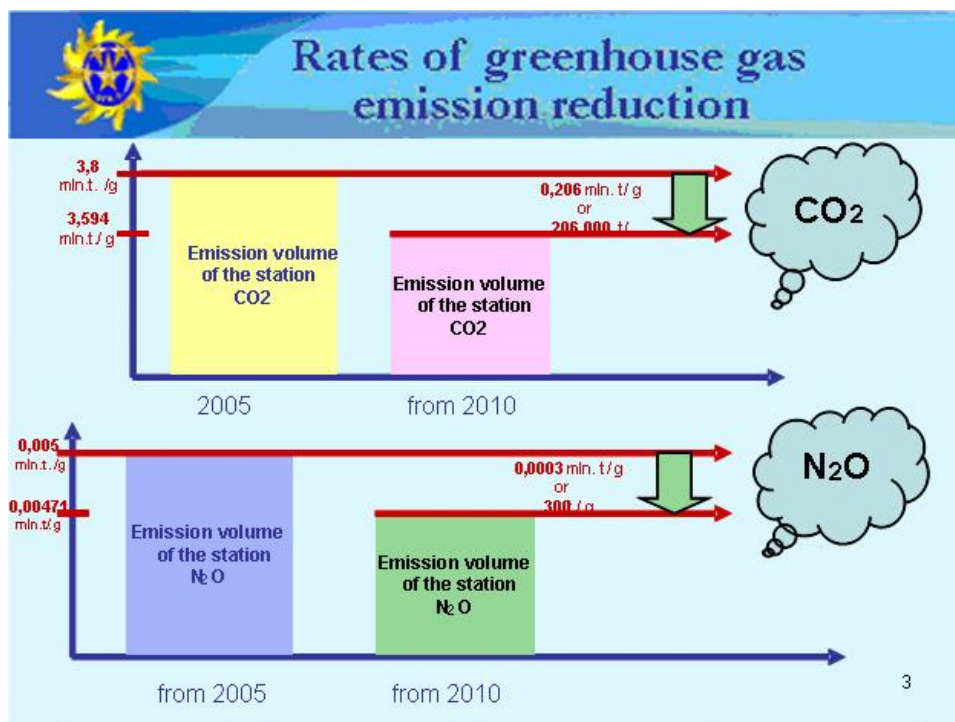 Rates of greenhouse gas
emission reduction
3,8
mln.t. /g
3,594
mln.t./ g
0,206 mln. t/ g
or
206 000 t/
CO2
Emission volume
of the station
CO2
Emission volume
of the station
CO2
2005
from 2010
0,005
mln.t. /g
0,00471
mln.t/ g
0,0003 mln. t/ g
or
300t / g
N2O
Emission volume
of the station
N2O
Emission volume
of the station
N2O
from 2005
from 2010
3